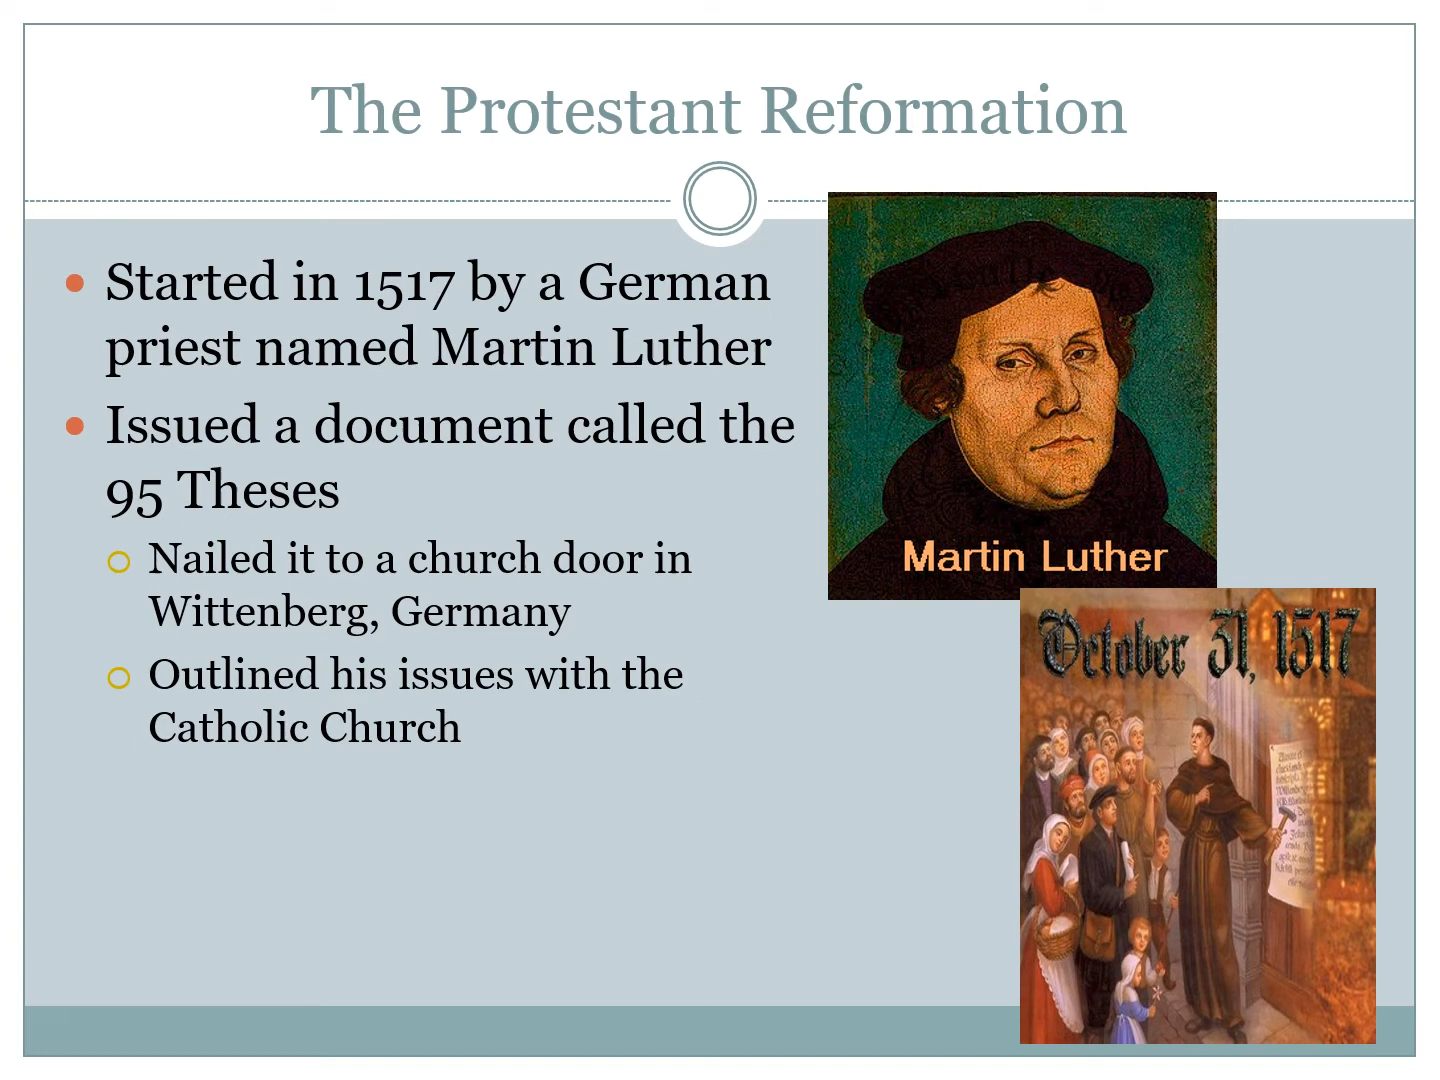 The Protestant Reformation
Started in 1517 by a German
priest named Martin Luther
Issued a document called the
95 Theses
Nailed it to a church door in
Wittenberg, Germany
Outlined his issues with the
Catholic Church
Martin Luther
October 31, 1517